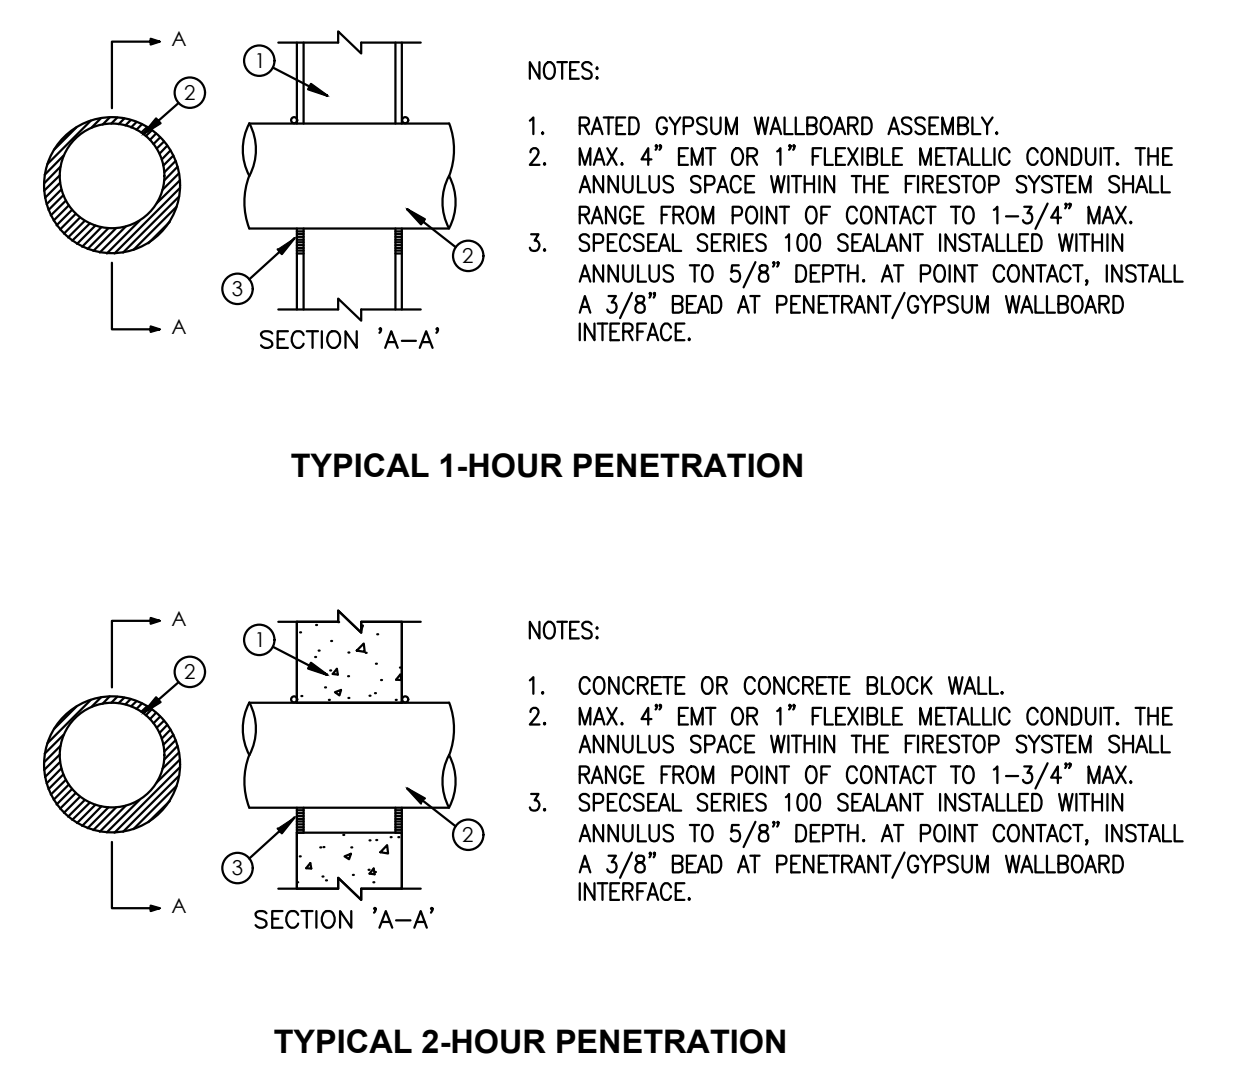 A
2
A
1
2
3
SECTION 'A-A'
NOTES:
1. RATED GYPSUM WALLBOARD ASSEMBLY.
2. MAX. 4" EMT OR 1" FLEXIBLE METALLIC CONDUIT. THE
ANNULUS SPACE WITHIN THE FIRESTOP SYSTEM SHALL
RANGE FROM POINT OF CONTACT TO 1-3/4" MAX.
3. SPECSEAL SERIES 100 SEALANT INSTALLED WITHIN
ANNULUS TO 5/8" DEPTH. AT POINT CONTACT, INSTALL
A 3/8" BEAD AT PENETRANT/GYPSUM WALLBOARD
INTERFACE.
TYPICAL 1-HOUR PENETRATION
A
2
A
1
2
3
SECTION 'A-A'
NOTES:
1. CONCRETE OR CONCRETE BLOCK WALL.
2. MAX. 4" EMT OR 1" FLEXIBLE METALLIC CONDUIT. THE
ANNULUS SPACE WITHIN THE FIRESTOP SYSTEM SHALL
RANGE FROM POINT OF CONTACT TO 1-3/4" MAX.
3. SPECSEAL SERIES 100 SEALANT INSTALLED WITHIN
ANNULUS TO 5/8" DEPTH. AT POINT CONTACT, INSTALL
A 3/8" BEAD AT PENETRANT/GYPSUM WALLBOARD
INTERFACE.
TYPICAL 2-HOUR PENETRATION